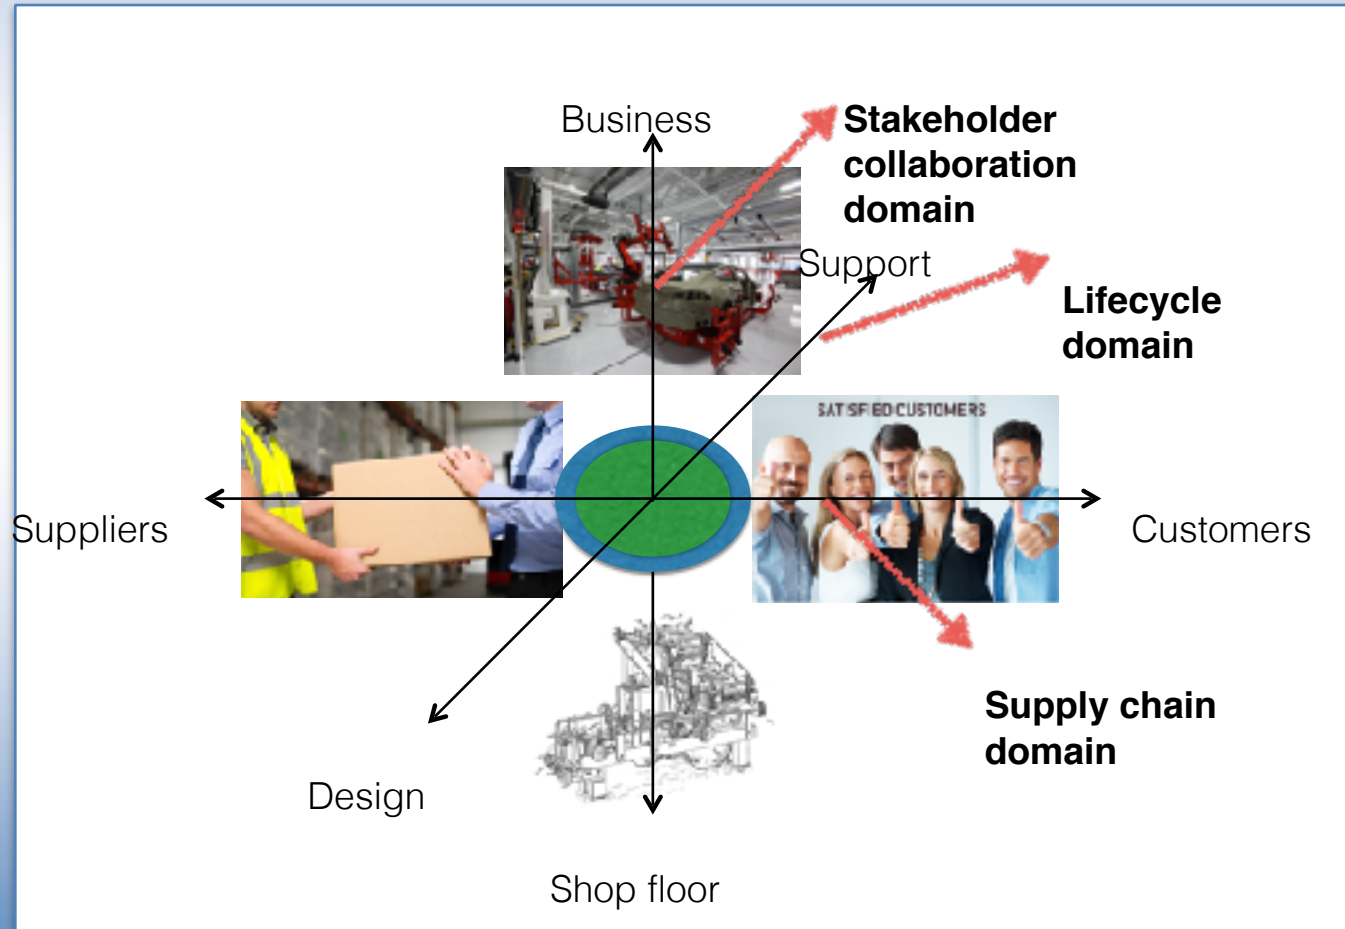 Business
Stakeholder
collaboration
domain
Support
Lifecycle
domain
SATISFIED CUSTOMERS
Suppliers
Customers
Supply chain
domain
Design
Shop floor